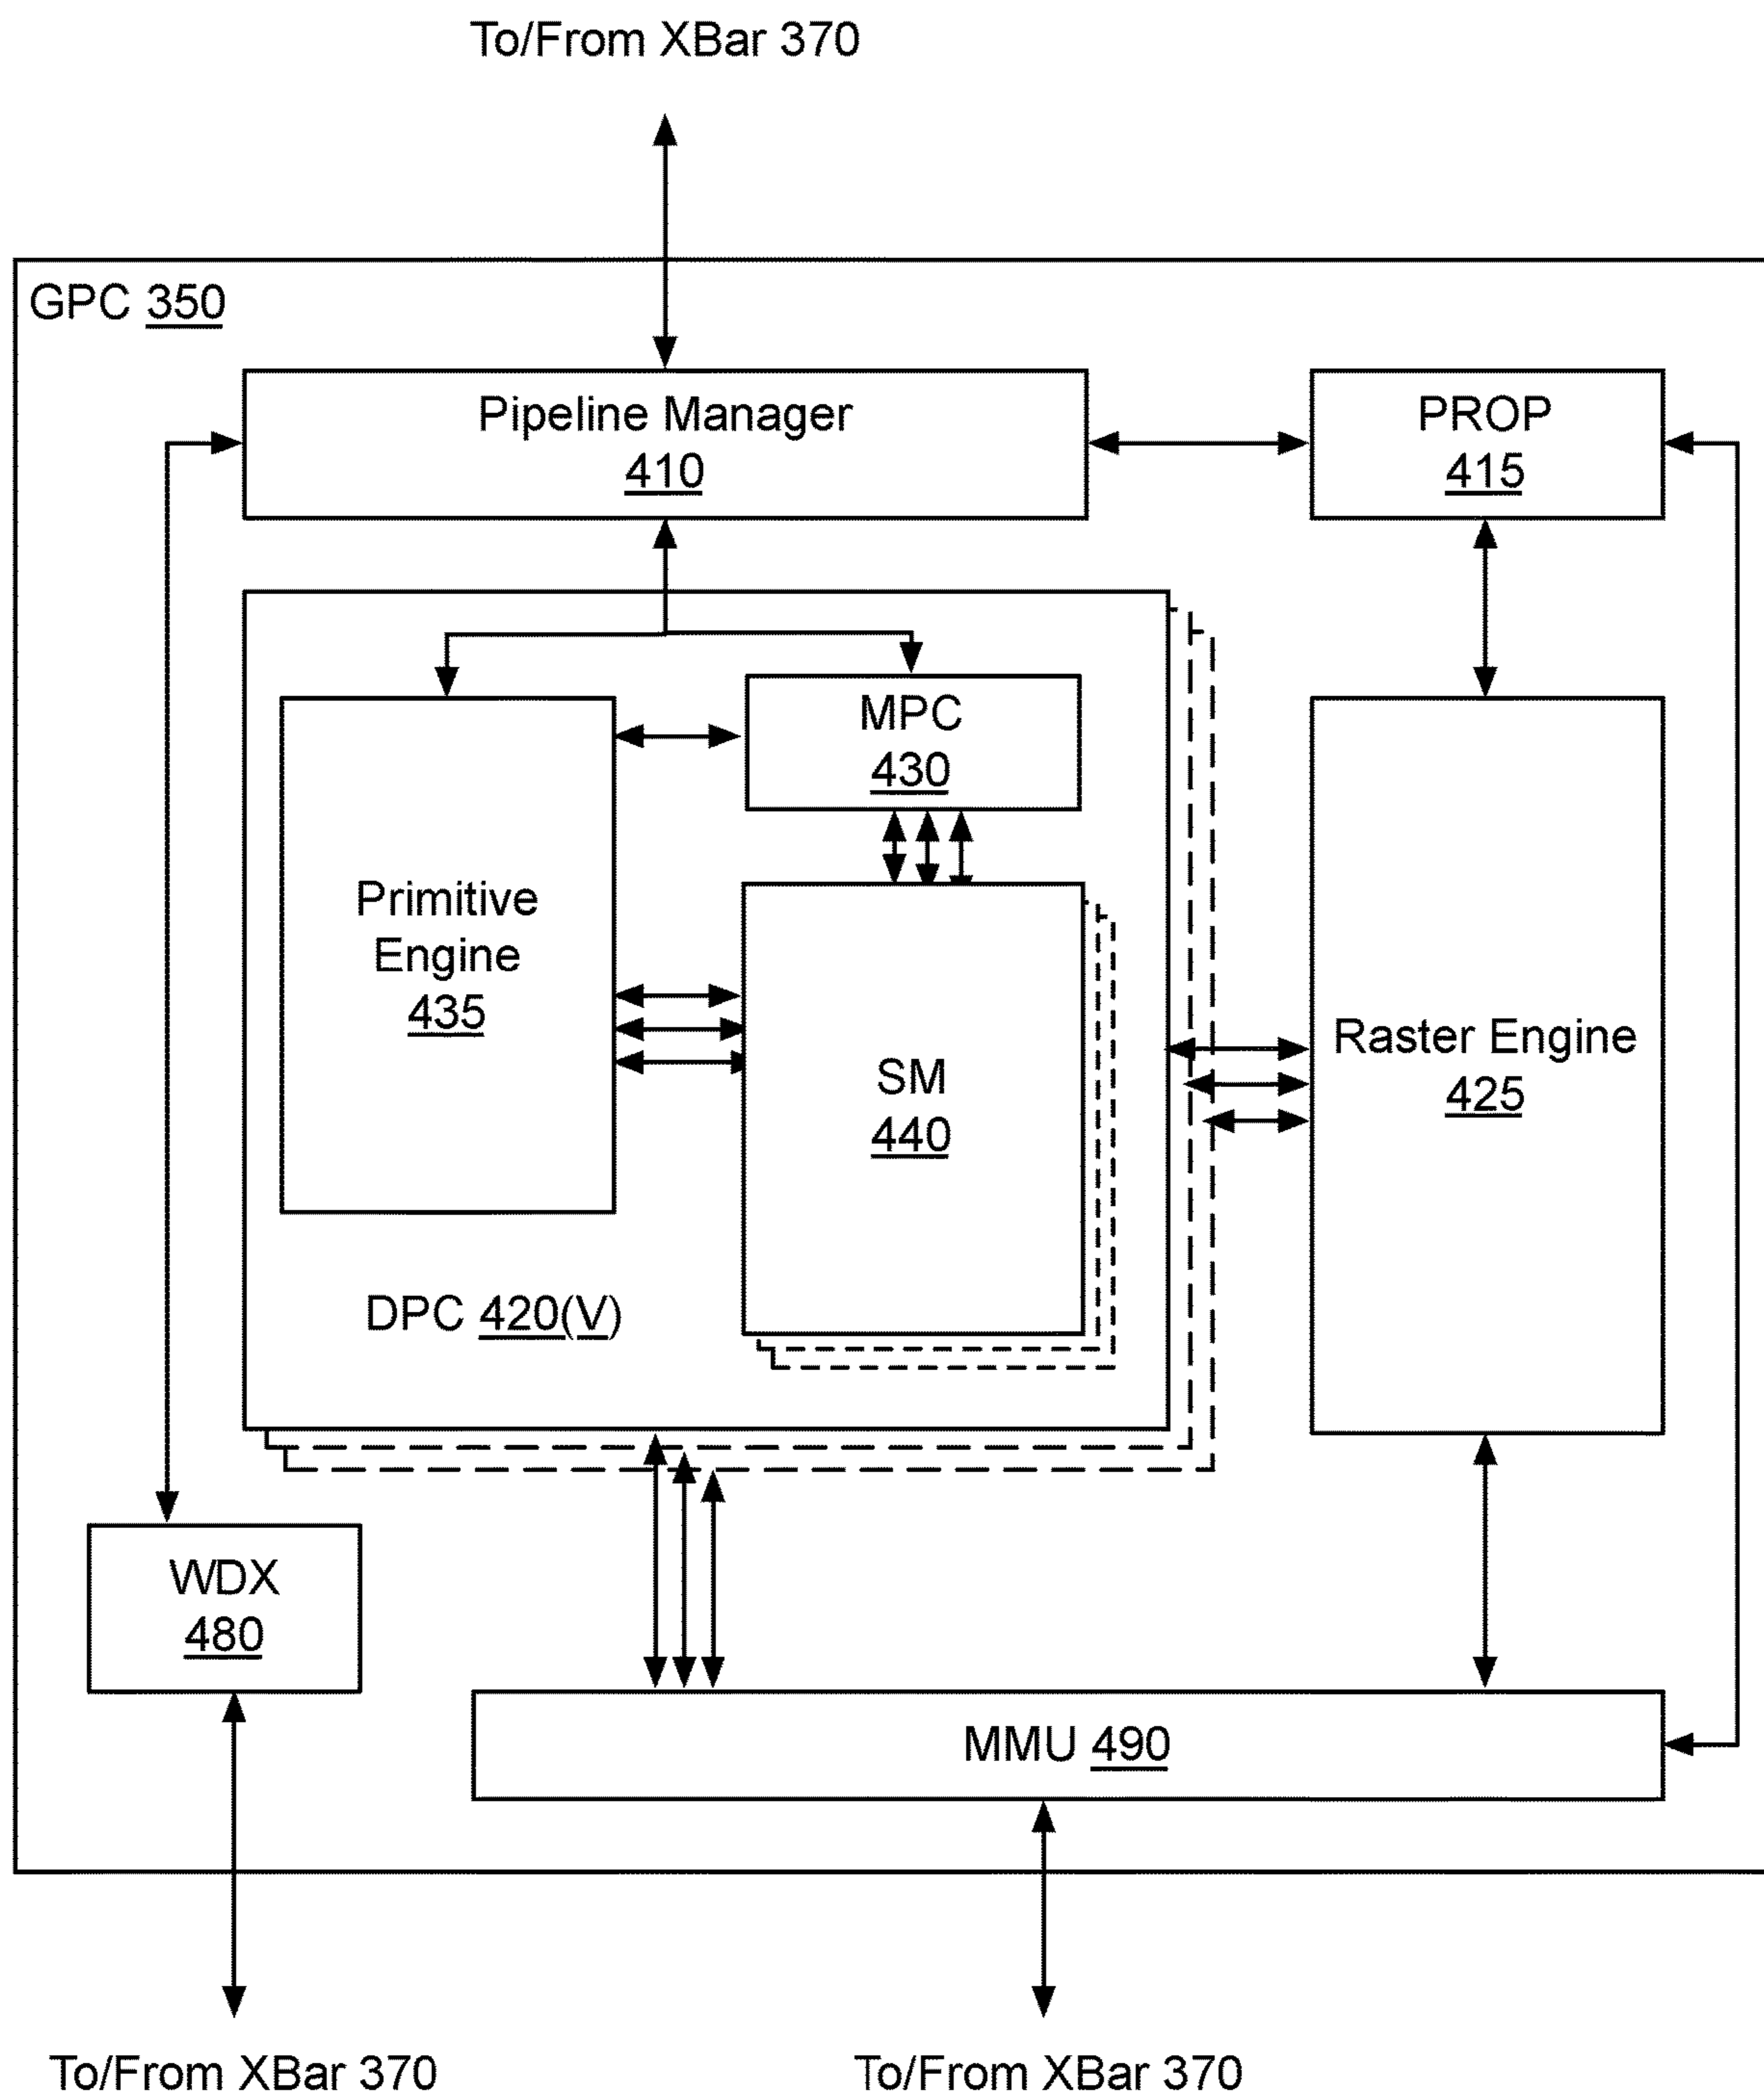 To/From XBar 370
GPC 350
Pipeline Manager
410
PROP
415
MPC
430
Primitive
Engine
435
SM
440
Raster Engine
425
DPC 420(V)
WDX
480
MMU 490
To/From XBar 370
To/From XBar 370